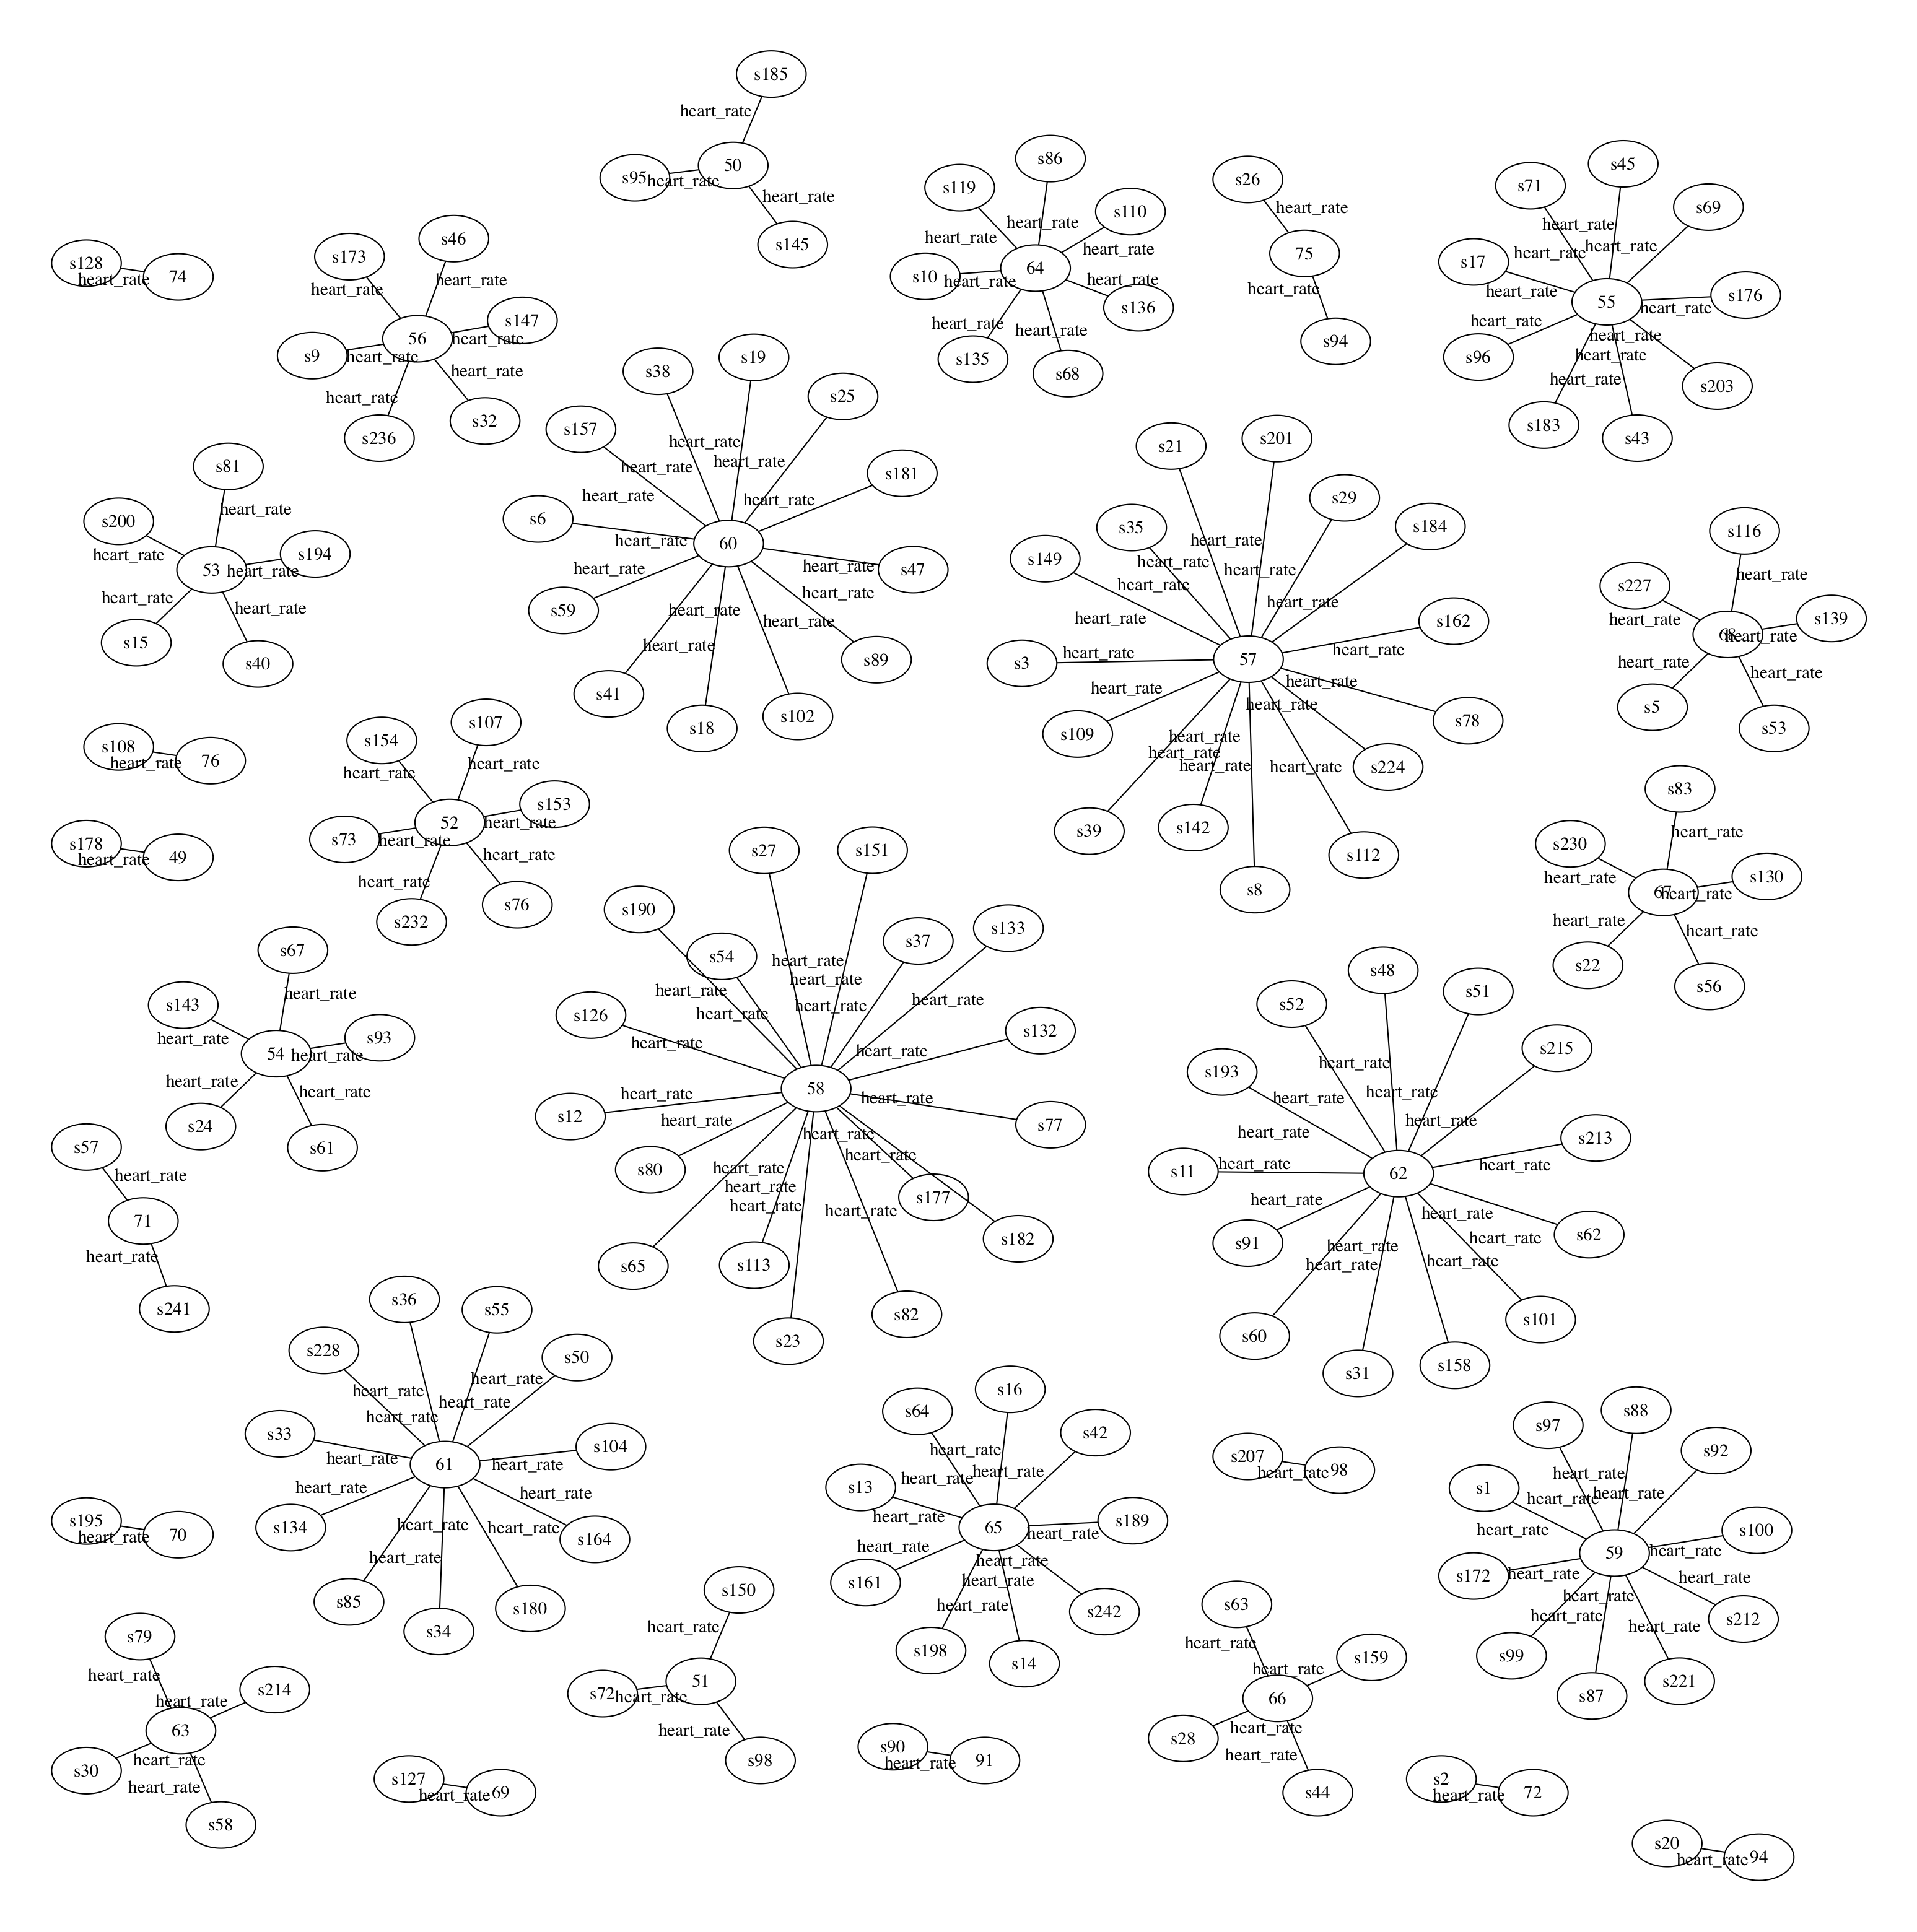 s185
heart_rate
50
s95
heart_rate
heart_rate
s145
s128
heart_rate
74
s173
s46
heart_rate
heart_rate
s147
56
heart_rate
s9
heart_rate
heart_rate
heart_rate
s236
s32
s86
s119
s110
heart_rate
heart_rate
heart_rate
64
s10
heart_rate
heart_rate
s136
heart_rate
heart_rate
s135
s68
s26
heart_rate
75
heart_rate
s94
s45
s71
s69
heart_rate
heart_rate
heart_rate
s17
heart_rate
s176
55
heart_rate
heart_rate
heart_rate
s96
heart_rate
heart_rate
s203
s183
s43
s81
s200
heart_rate
heart_rate
s194
53
heart_rate
heart_rate
heart_rate
s15
s40
s19
s38
s25
s157
heart_rate
heart_rate
heart_rate
s181
heart_rate
heart_rate
s6
heart_rate
60
heart_rate
s47
heart_rate
heart_rate
s59
heart_rate
heart_rate
heart_rate
s89
s41
s18
s102
s201
s21
s29
s35
s184
heart_rate
s149
heart_rate
heart_rate
heart_rate
heart_rate
heart_rate
s162
heart_rate
s3
heart_rate
57
heart_rate
heart_rate
heart_rate
s78
s109
heart_rate
heart_rate
heart_rate
heart_rate
s224
s39
s142
s112
s8
s116
heart_rate
s227
heart_rate
s139
68
heart_rate
heart_rate
heart_rate
s5
s53
s108
heart_rate
76
s178
heart_rate
49
s107
s154
heart_rate
heart_rate
s153
52
heart_rate
s73
heart_rate
heart_rate
heart_rate
s232
s76
s83
heart_rate
s230
heart_rate
s130
67
heart_rate
heart_rate
heart_rate
s22
s56
s67
s143
heart_rate
heart_rate
s93
54
heart_rate
heart_rate
heart_rate
s24
s61
s27
s151
s190
s133
s37
s54
heart_rate
heart_rate
heart_rate
heart_rate
heart_rate
heart_rate
s126
s132
heart_rate
heart_rate
58
heart_rate
heart_rate
s12
s77
heart_rate
heart_rate
heart_rate
s80
heart_rate
heart_rate
s177
heart_rate
heart_rate
s182
s65
s113
s82
s23
s48
s51
s52
s215
heart_rate
s193
heart_rate
heart_rate
heart_rate
heart_rate
s213
s11
heart_rate
62
heart_rate
heart_rate
heart_rate
s91
heart_rate
heart_rate
s62
heart_rate
heart_rate
s101
s60
s158
s31
s57
heart_rate
71
heart_rate
s241
s36
s55
s228
s50
heart_rate
heart_rate
heart_rate
heart_rate
s33
s104
heart_rate
61
heart_rate
heart_rate
heart_rate
s134
heart_rate
heart_rate
s164
heart_rate
s85
s180
s34
s195
heart_rate
70
s16
s64
s42
heart_rate
heart_rate
heart_rate
s13
heart_rate
s189
65
heart_rate
heart_rate
heart_rate
s161
heart_rate
heart_rate
s242
s198
s14
s207
heart_rate
98
s88
s97
s92
heart_rate
s1
heart_rate
heart_rate
heart_rate
s100
59
heart_rate
s172
heart_rate
heart_rate
heart_rate
heart_rate
s212
heart_rate
s99
s221
s87
s79
heart_rate
s214
heart_rate
63
s30
heart_rate
heart_rate
s58
s150
heart_rate
51
s72
heart_rate
heart_rate
s98
s63
heart_rate
s159
heart_rate
66
s28
heart_rate
heart_rate
s44
s127
heart_rate
69
s90
heart_rate
91
s2
heart_rate
72
s20
heart_rate
94